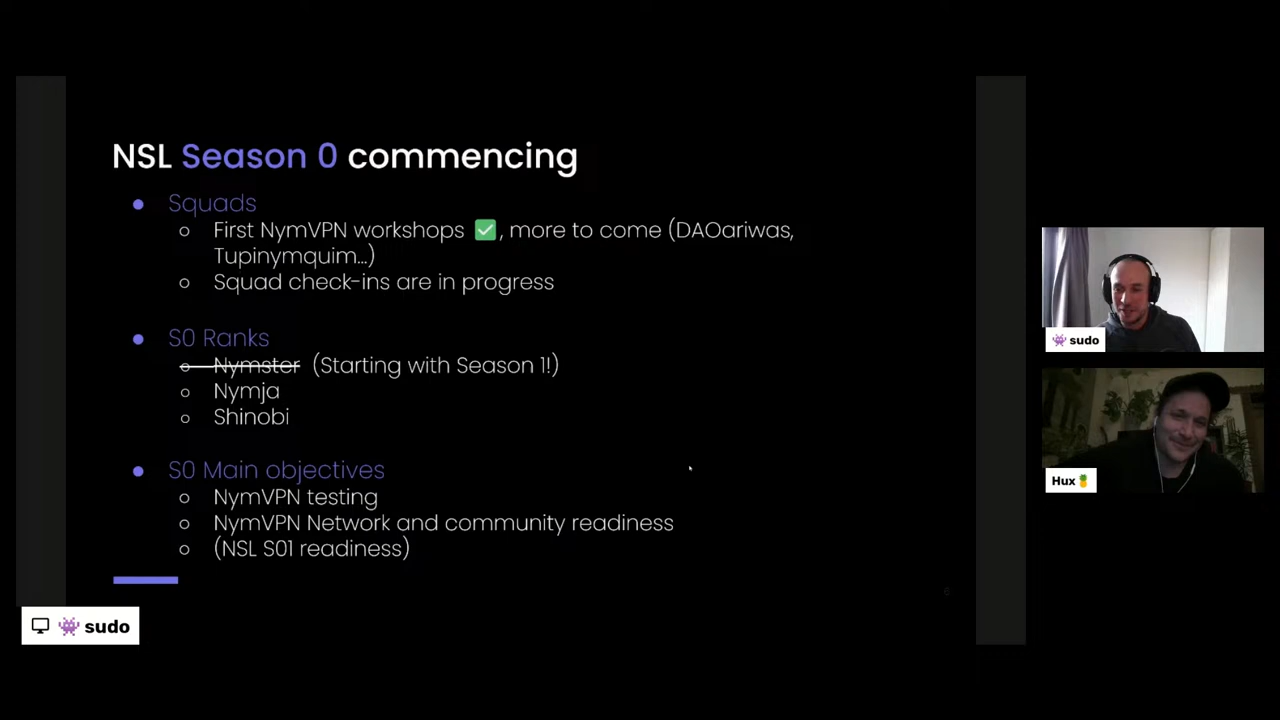 NSL Season 0 commencing
● Squads
○ First NymVPN workshops ✅, more to come (DAOariwas,
Tupinymquim...)
○ Squad check-ins are in progress
● S0 Ranks
○ Nymster (Starting with Season 1!)
○ Nymja
○ Shinobi
● S0 Main objectives
○ NymVPN testing
○ NymVPN Network and community readiness
○ (NSL S01 readiness)
6
👾 sudo
👾 sudo
Hux🍍